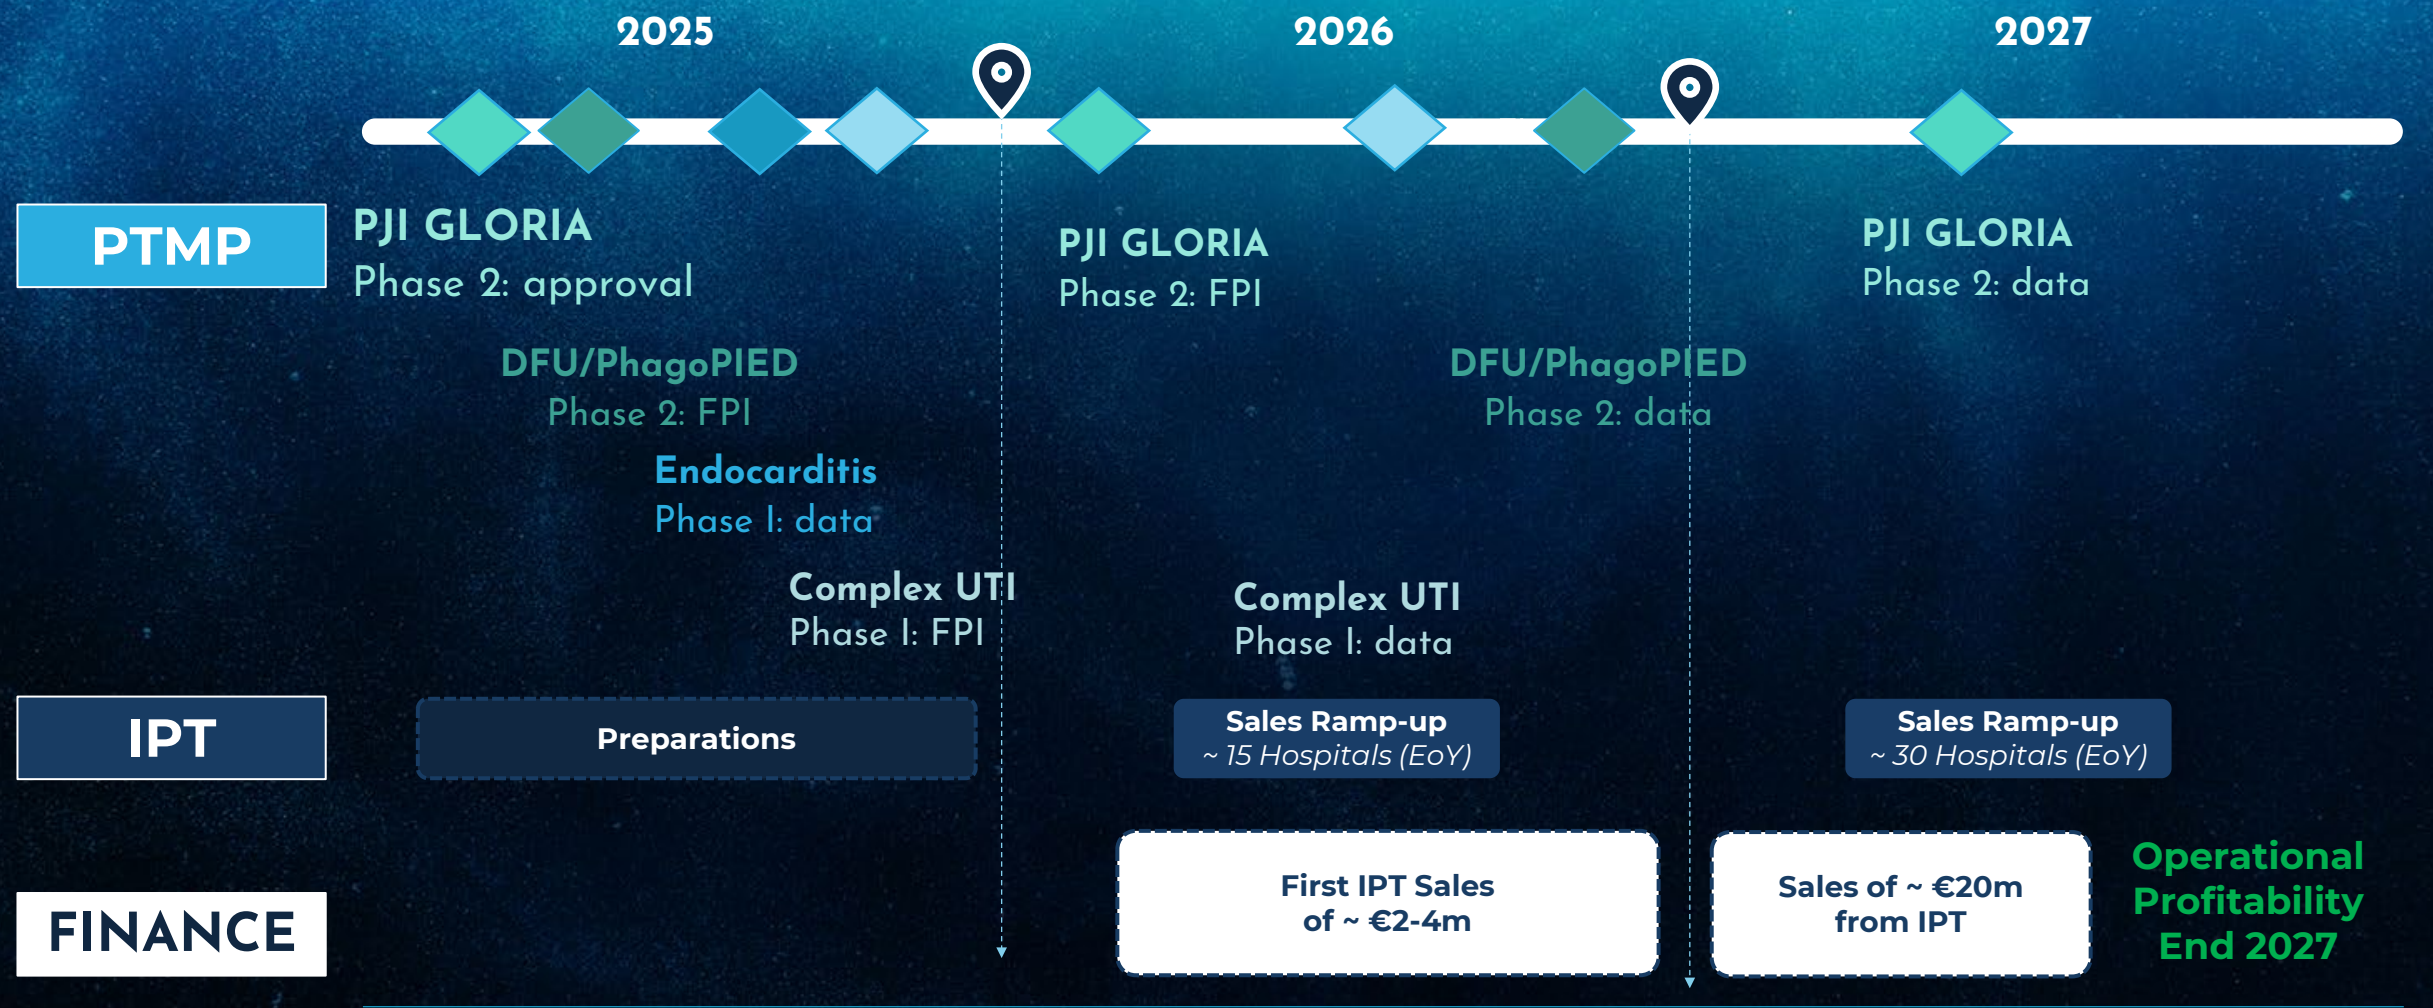 2025
2026
2027
PTMP
PJI GLORIA
Phase 2: approval
PJI GLORIA
Phase 2: FPI
PJI GLORIA
Phase 2: data
DFU/PhagoPIED
Phase 2: FPI
DFU/PhagoPIED
Phase 2: data
Endocarditis
Phase I: data
Complex UTI
Phase I: FPI
Complex UTI
Phase I: data
IPT
Preparations
Sales Ramp-up
~ 15 Hospitals (EoY)
Sales Ramp-up
~ 30 Hospitals (EoY)
FINANCE
First IPT Sales
of ~ €2-4m
Sales of ~ €20m
from IPT
Operational
Profitability
End 2027